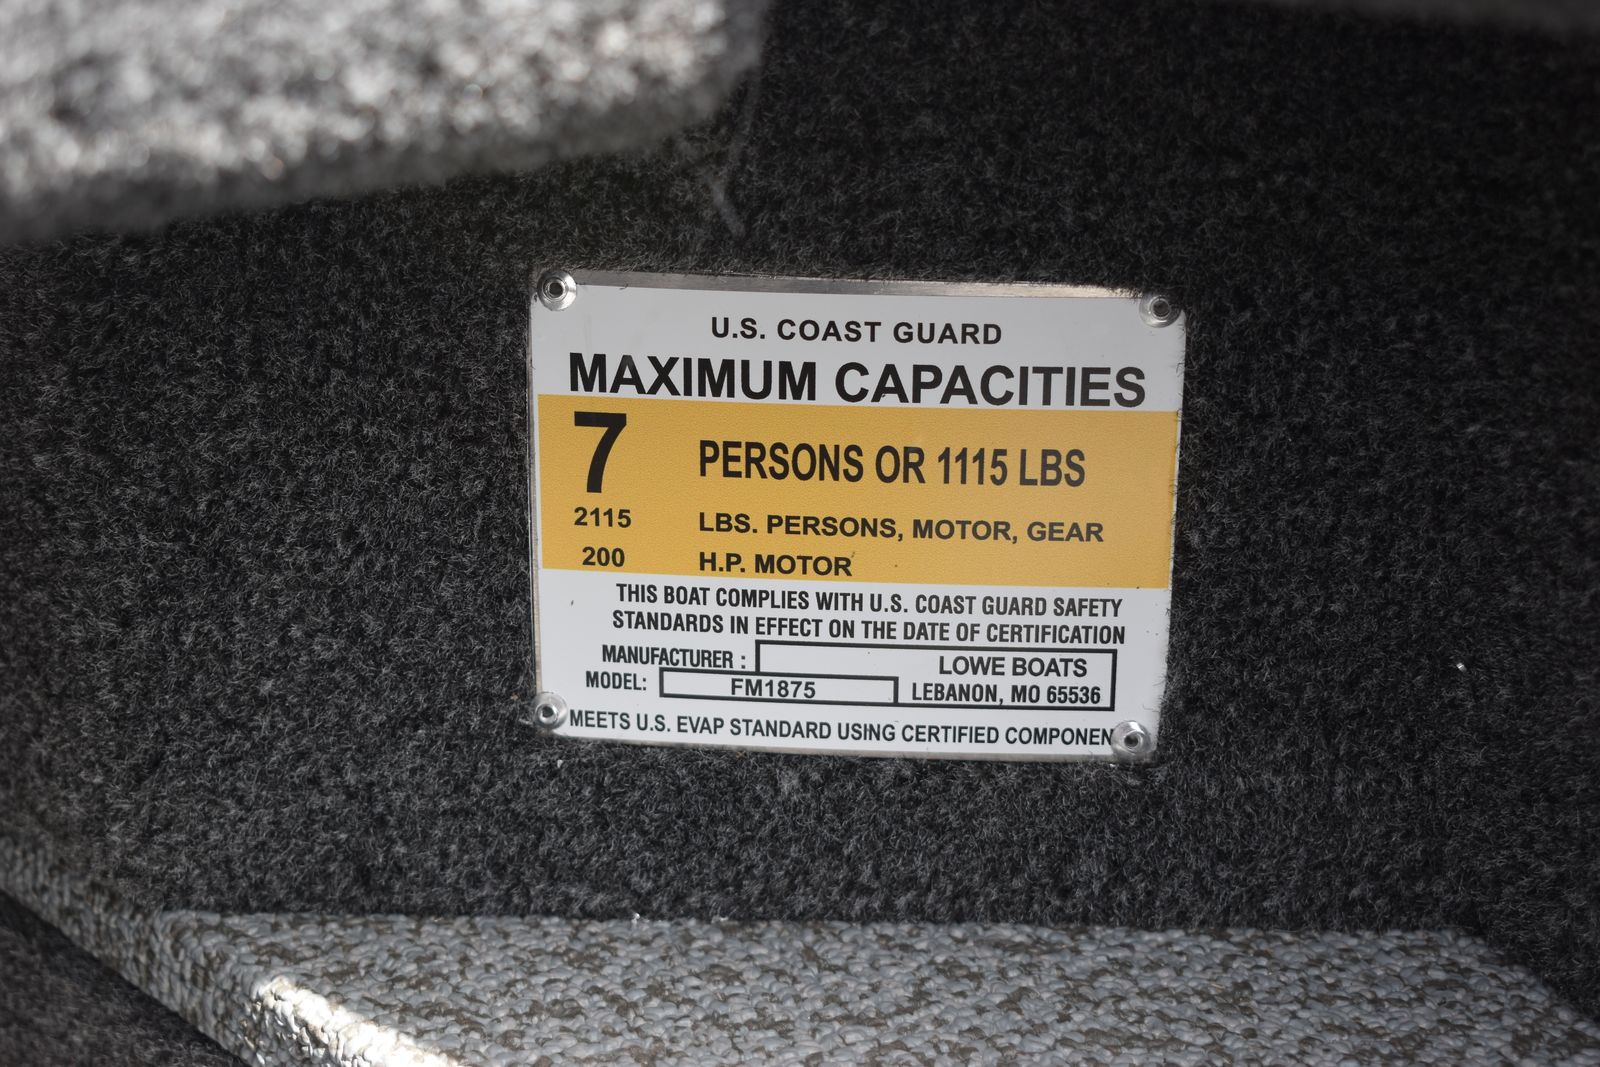 U.S. COAST GUARD
MAXIMUM CAPACITIES
7 PERSONS OR 1115 LBS
2115 LBS. PERSONS, MOTOR, GEAR
200 H.P. MOTOR
THIS BOAT COMPLIES WITH U.S. COAST GUARD SAFETY
STANDARDS IN EFFECT ON THE DATE OF CERTIFICATION
MANUFACTURER : LOWE BOATS
MODEL: FM1875 LEBANON, MO 65536
MEETS U.S. EVAP STANDARD USING CERTIFIED COMPONEN